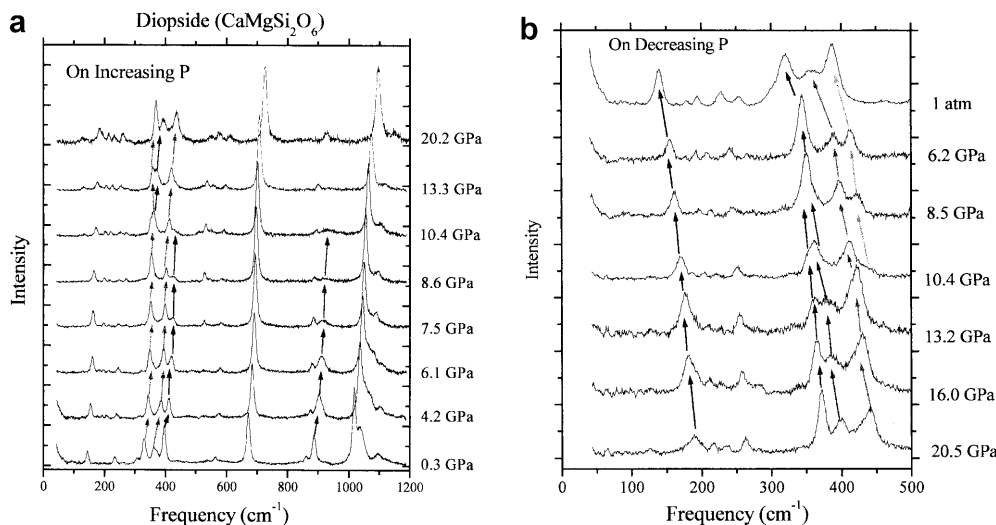 a
Diopside (CaMgSi2O6)
On Increasing P
20.2 GPa
13.3 GPa
10.4 GPa
8.6 GPa
7.5 GPa
6.1 GPa
4.2 GPa
0.3 GPa
Intensity
0 200 400 600 800 1000 1200
Frequency (cm-1)
b
On Decreasing P
1 atm
6.2 GPa
8.5 GPa
10.4 GPa
13.2 GPa
16.0 GPa
20.5 GPa
Intensity
0 100 200 300 400 500
Frequency (cm-1)